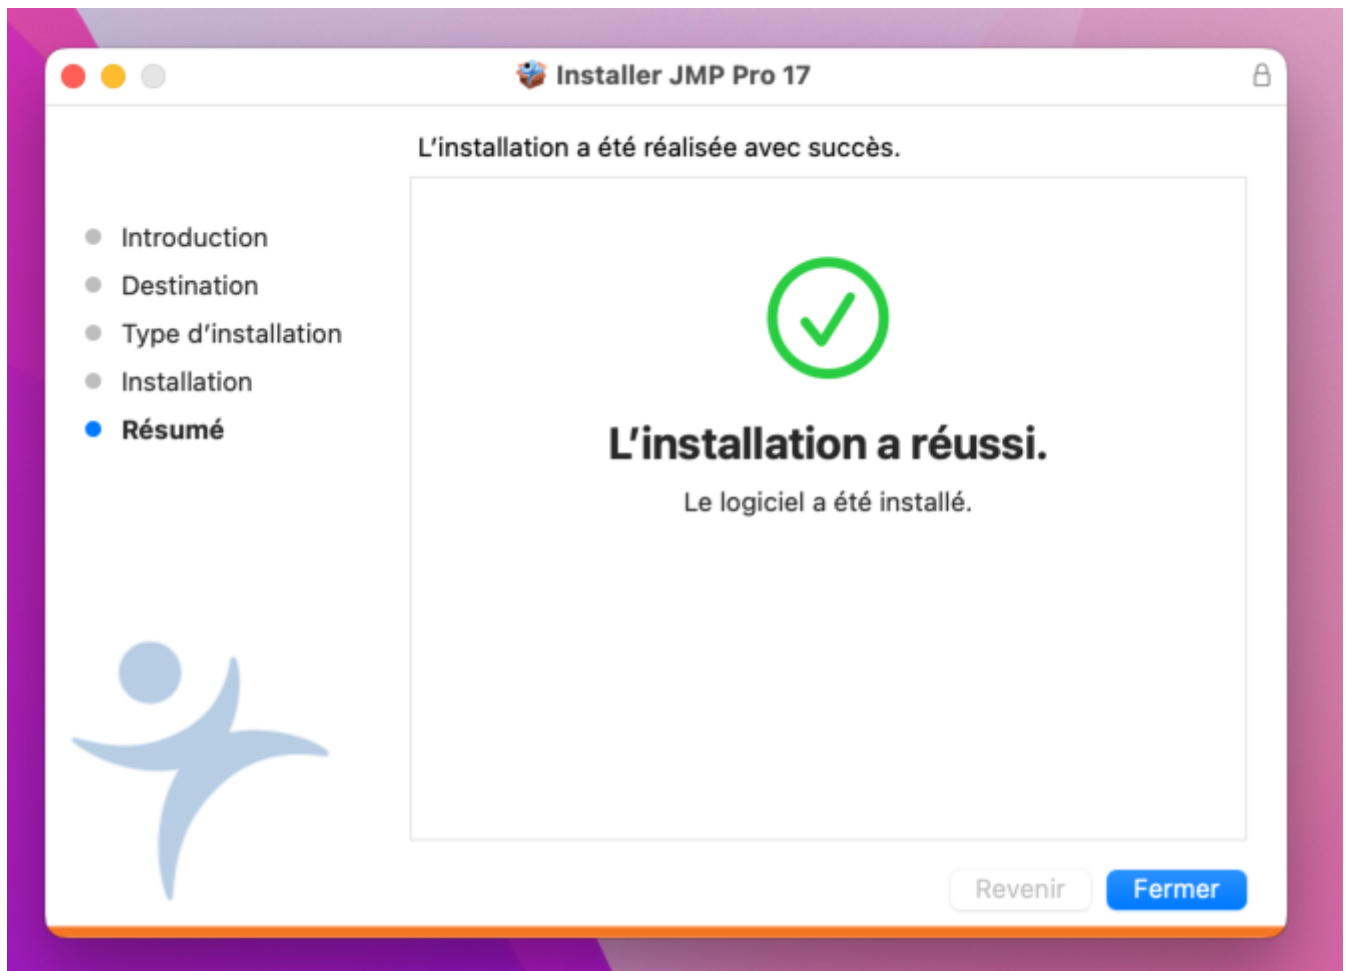 Installer JMP Pro 17
L’installation a été réalisée avec succès.
Introduction
Destination
Type d’installation
Installation
Résumé
L’installation a réussi.
Le logiciel a été installé.
Revenir
Fermer